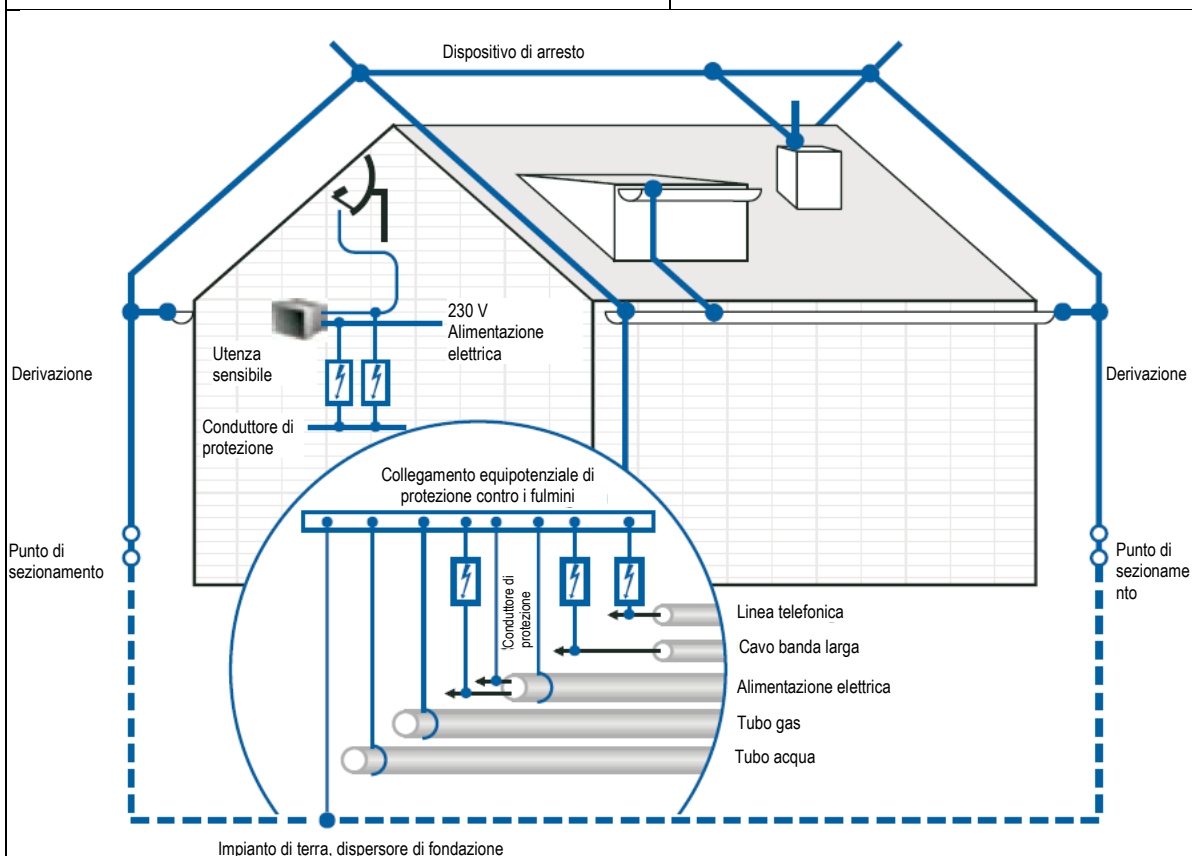 Dispositivo di arresto
230 V
Alimentazione
elettrica
Utenza
sensibile
Derivazione
Derivazione
Conduttore di
protezione
Collegamento equipotenziale di
protezione contro i fulmini
Punto di
sezionamento
Punto di
sezioname
nto
Conduttore di
protezione
Linea telefonica
Cavo banda larga
Alimentazione elettrica
Tubo gas
Tubo acqua
Impianto di terra, dispersore di fondazione